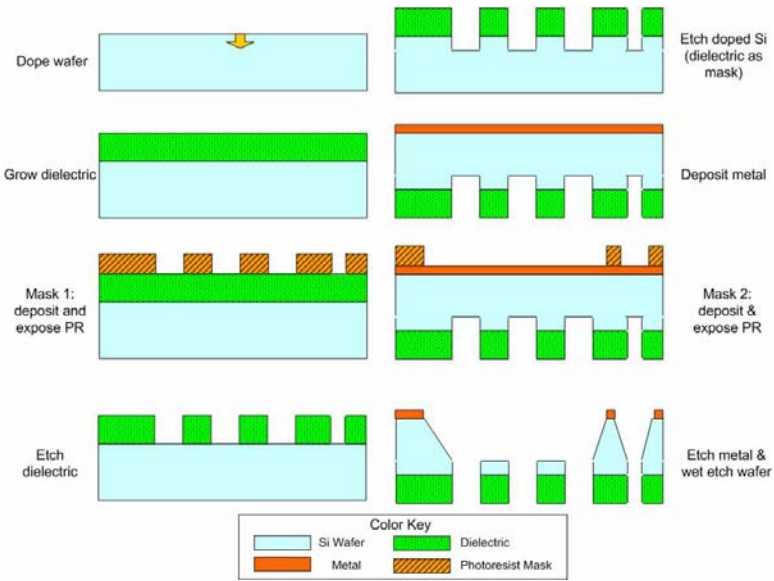 Dope wafer
Grow dielectric
Mask 1:
deposit and
expose PR
Etch
dielectric
Etch doped Si
(dielectric as
mask)
Deposit metal
Mask 2:
deposit &
expose PR
Etch metal &
wet etch wafer
Color Key
Si Wafer
Dielectric
Metal
Photoresist Mask